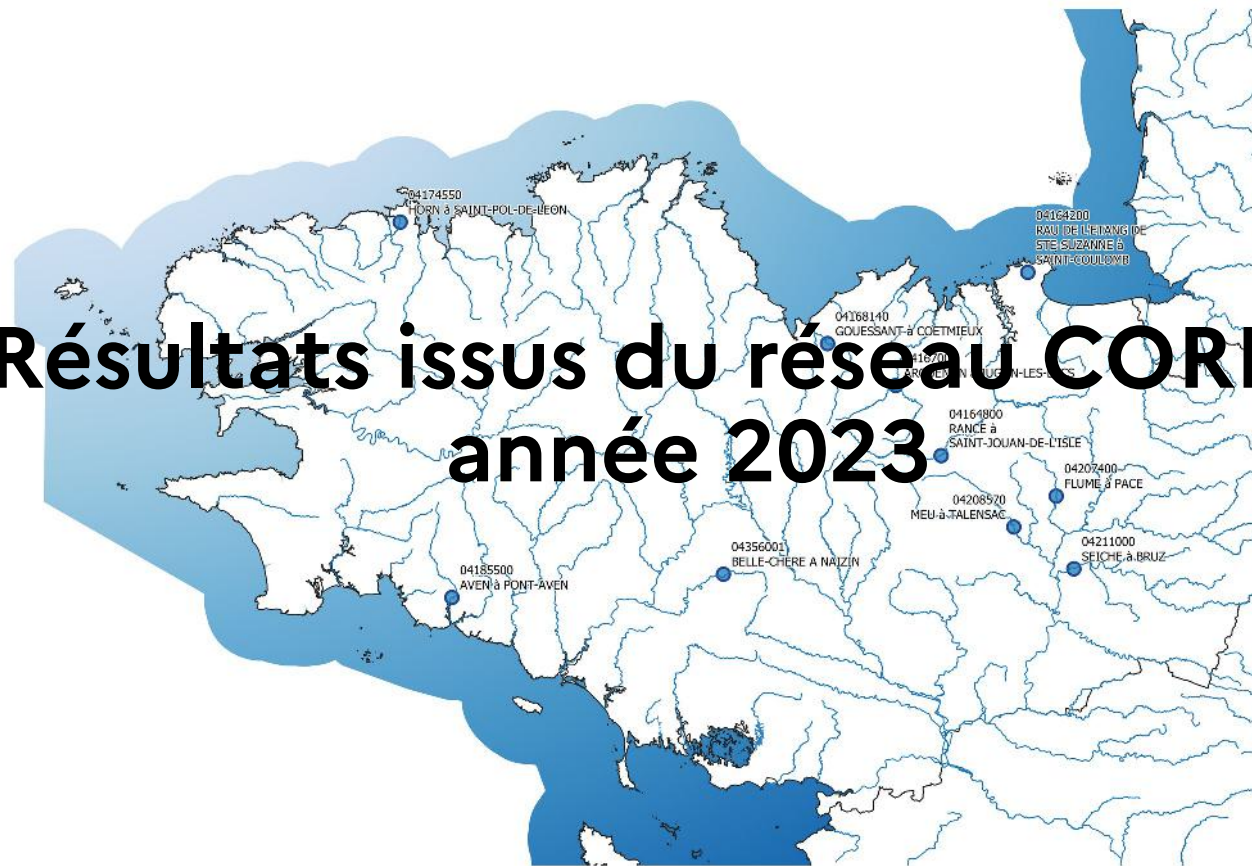 04174550
HORN à SAINT-POL-DE-LEON
04164200
RAU DE L'ETANG DE
STE-SUZANNE à
SAINT-COULOMB
04168140
GOUESSANT à COETMIEUX
Résultats issus du réseau
année 2023
04164800
RANCE à
SAINT-JOUAN-DE-L'ISLE
04207400
FLUME à PACE
04208570
MEU à TALENSAC
04211000
SEICHE à BRUZ
04356001
BELLE-CHERE A NAIZIN
04185500
AVEN à PONT-AVEN